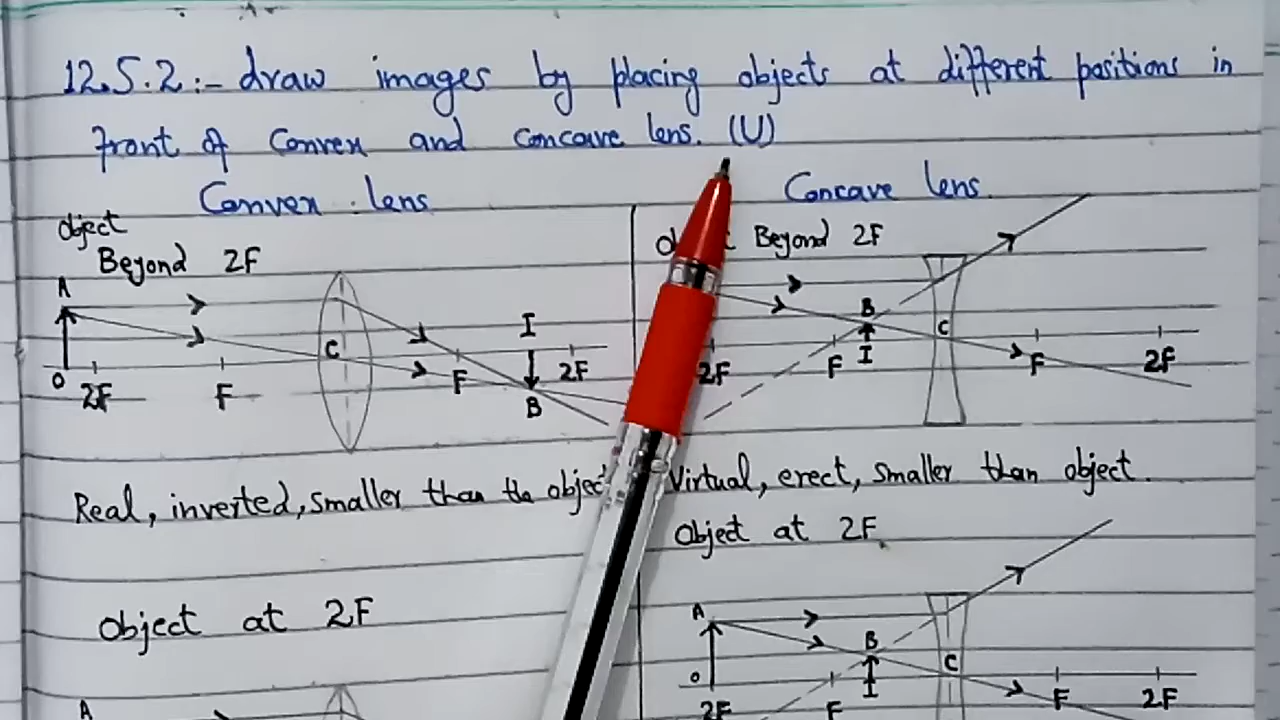 12.5.2:- draw images by placing objects at different positions in
front of Convex and concave lens. (U)
Convex lens
Concave lens
object
Beyond 2F
A
C
I
O
2F
F
F
2F
B
Beyond 2F
B
C
2F
F
I
F
2F
Real, inverted, smaller than the object
Virtual, erect, smaller than object.
Object at 2F
Object at 2F
A
A
B
C
O
I
2F
F
F
2F